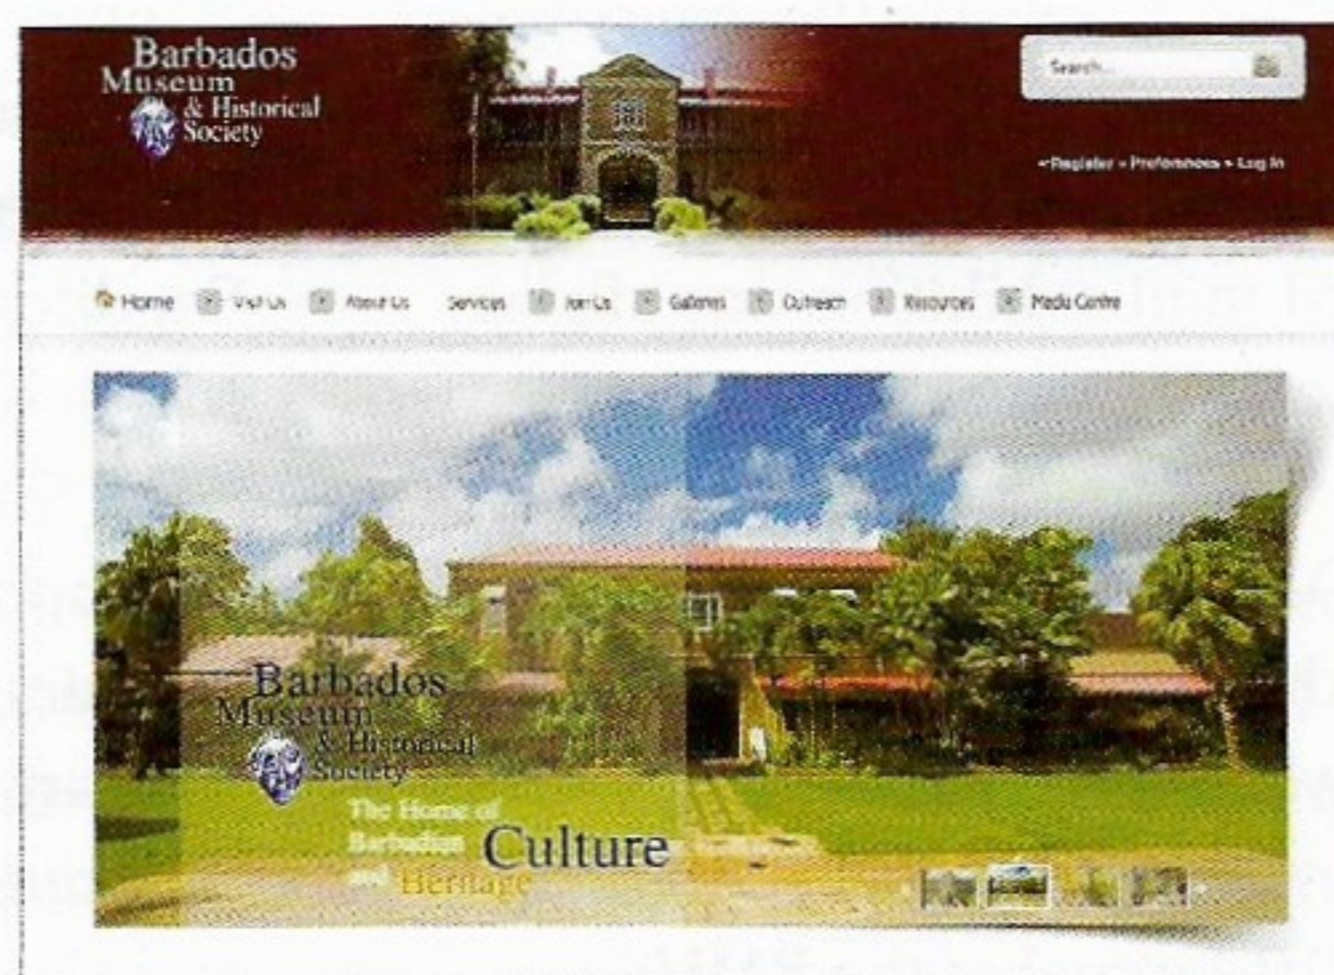 Barbados
Museum
& Historical
Society
Search...
Go
Register
Preferences
Log In
Home
Visit Us
About Us
Services
Join Us
Galleries
Outreach
Resources
Media Centre
Barbados
Museum
& Historical
Society
The Home of
Barbadian
and Heritage
Culture